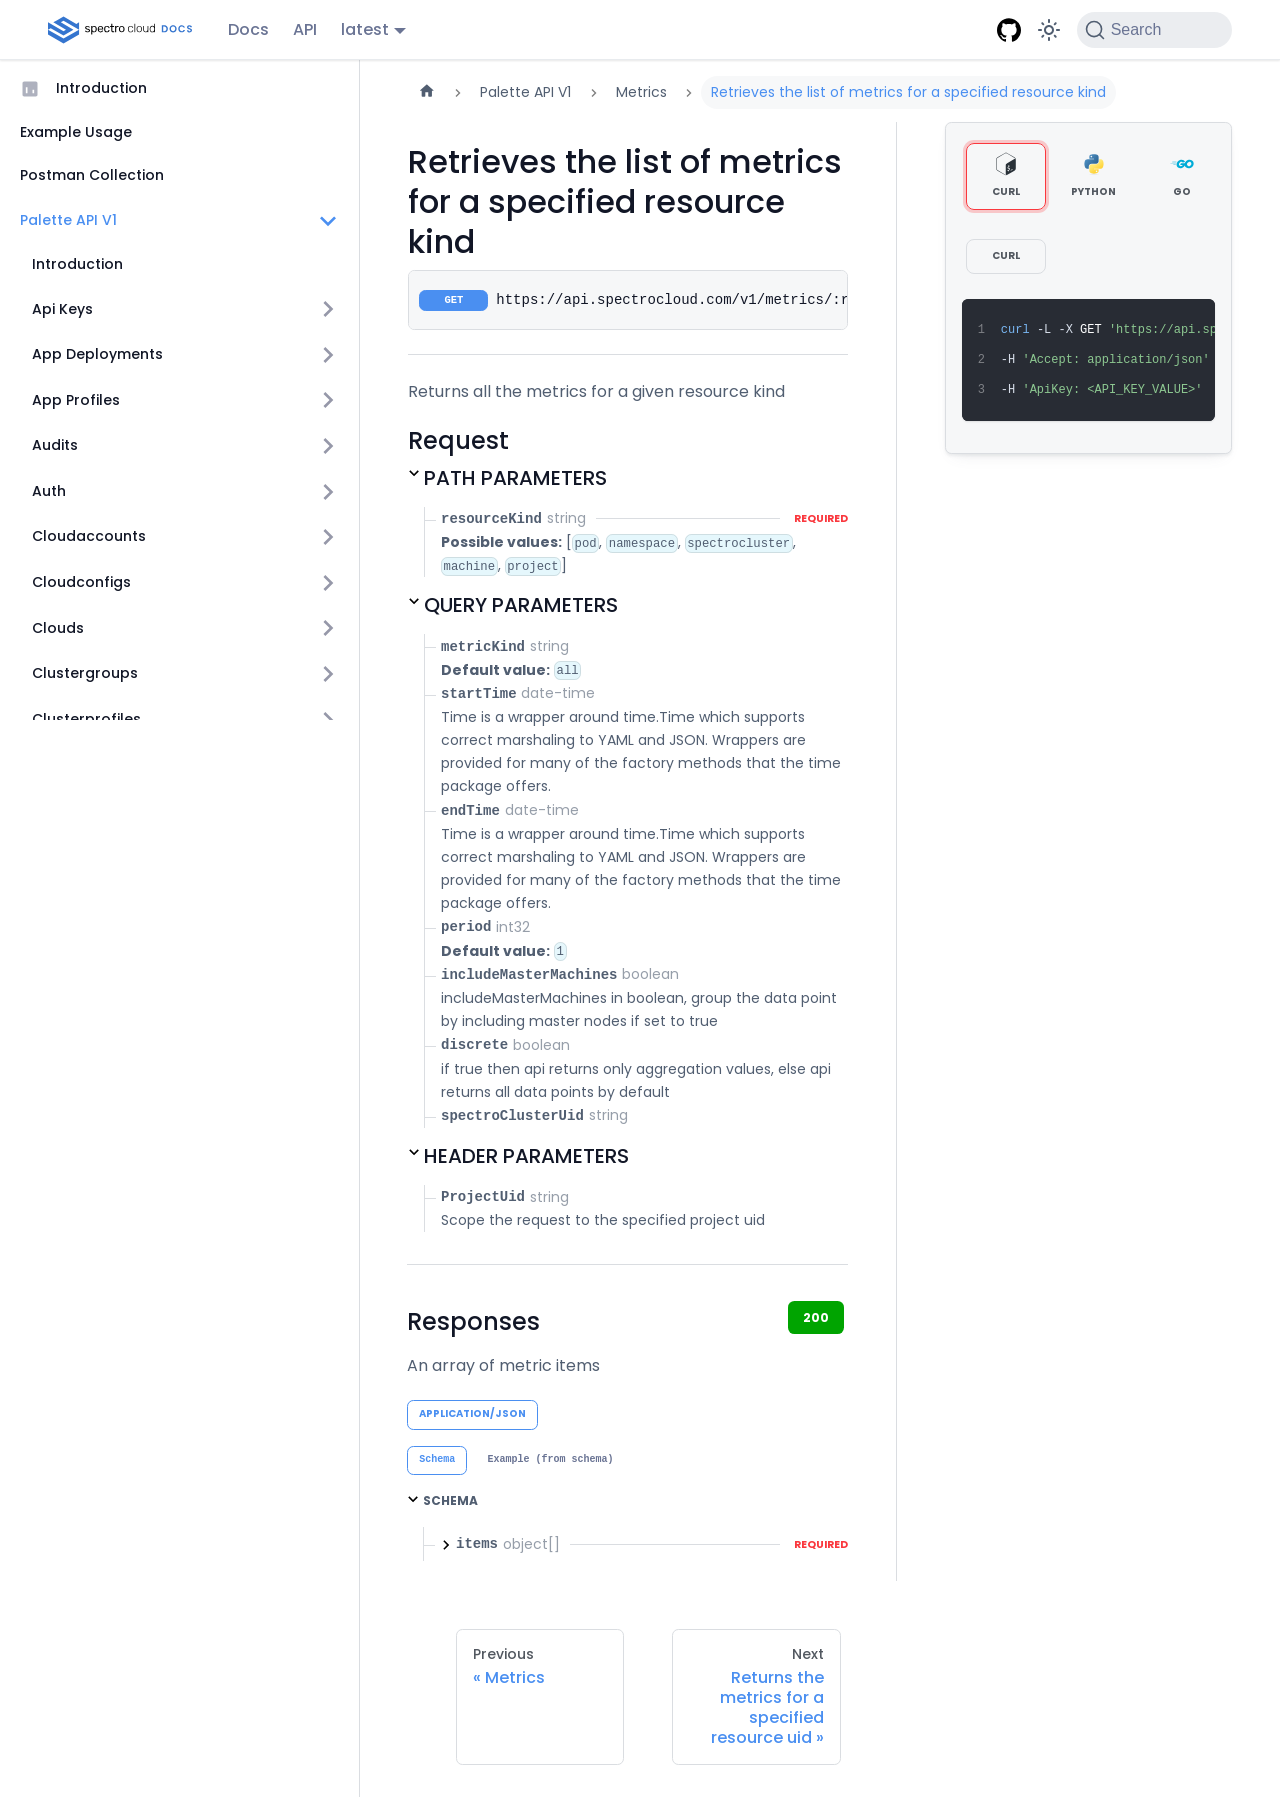 spectro cloud DOCS
Docs
API
latest
Search
Introduction
Example Usage
Postman Collection
Palette API V1
Introduction
Api Keys
App Deployments
App Profiles
Audits
Auth
Cloudaccounts
Cloudconfigs
Clouds
Clustergroups
Clusterprofiles
Palette API V1
Metrics
Retrieves the list of metrics for a specified resource kind
Retrieves the list of metrics
for a specified resource
kind
GET https://api.spectrocloud.com/v1/metrics/:r
Returns all the metrics for a given resource kind
Request
PATH PARAMETERS
resourceKind string REQUIRED
Possible values: [pod, namespace, spectrocluster,
machine, project]
QUERY PARAMETERS
metricKind string
Default value: all
startTime date-time
Time is a wrapper around time.Time which supports
correct marshaling to YAML and JSON. Wrappers are
provided for many of the factory methods that the time
package offers.
endTime date-time
Time is a wrapper around time.Time which supports
correct marshaling to YAML and JSON. Wrappers are
provided for many of the factory methods that the time
package offers.
period int32
Default value: 1
includeMasterMachines boolean
includeMasterMachines in boolean, group the data point
by including master nodes if set to true
discrete boolean
if true then api returns only aggregation values, else api
returns all data points by default
spectroClusterUid string
HEADER PARAMETERS
ProjectUid string
Scope the request to the specified project uid
Responses
200
An array of metric items
APPLICATION/JSON
Schema
Example (from schema)
SCHEMA
items object[] REQUIRED
Previous
« Metrics
Next
Returns the
metrics for a
specified
resource uid »
CURL
PYTHON
GO
GO
CURL
1 curl -L -X GET 'https://api.sp
2 -H 'Accept: application/json'
3 -H 'ApiKey: <API_KEY_VALUE>'